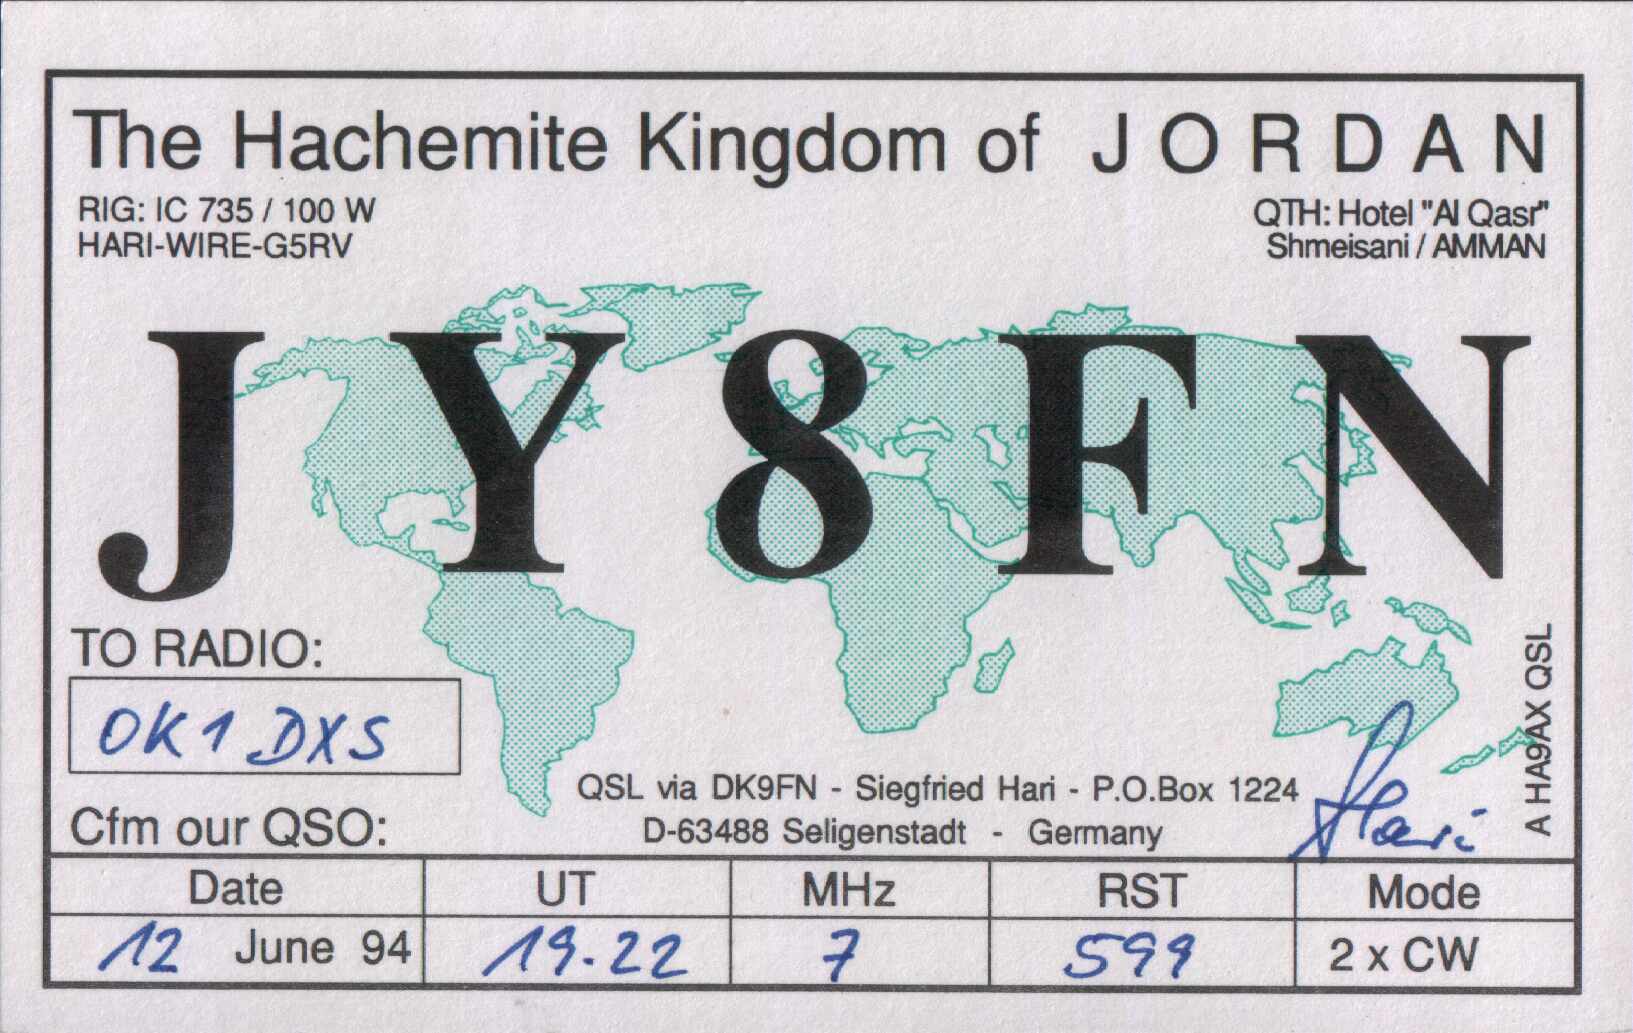 The Hachemite Kingdom of JORDAN
RIG: IC 735 / 100 W
HARI-WIRE-G5RV
QTH: Hotel "Al Qasr"
Shmeisani / AMMAN
JY8FN
TO RADIO:
OK1DXS
QSL via DK9FN - Siegfried Hari - P.O.Box 1224
D-63488 Seligenstadt - Germany
Hari
A HA9AX QSL
Cfm our QSO:
Date UT MHz RST Mode
12 June 94 19.22 7 599 2 x CW